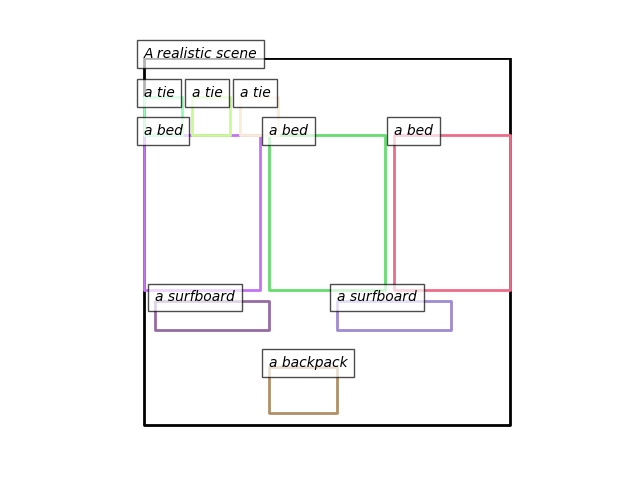 A realistic scene
a tie a tie a tie
a bed a bed a bed
a surfboard a surfboard
a backpack